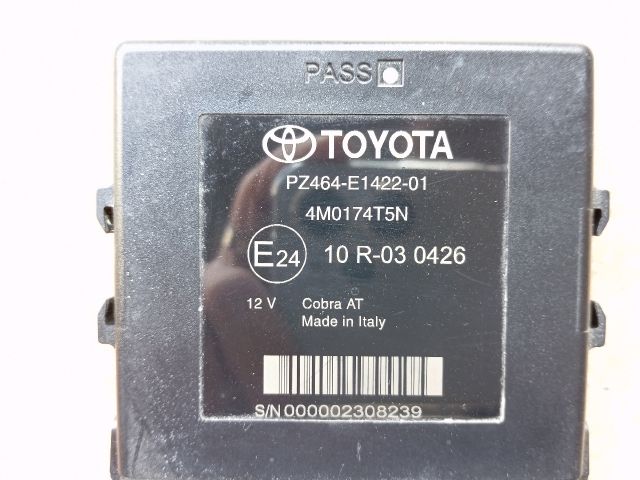 PASS
TOYOTA
PZ464-E1422-01
4M0174T5N
E24 10 R-03 0426
12 V Cobra AT
Made in Italy
S/N 000002308239